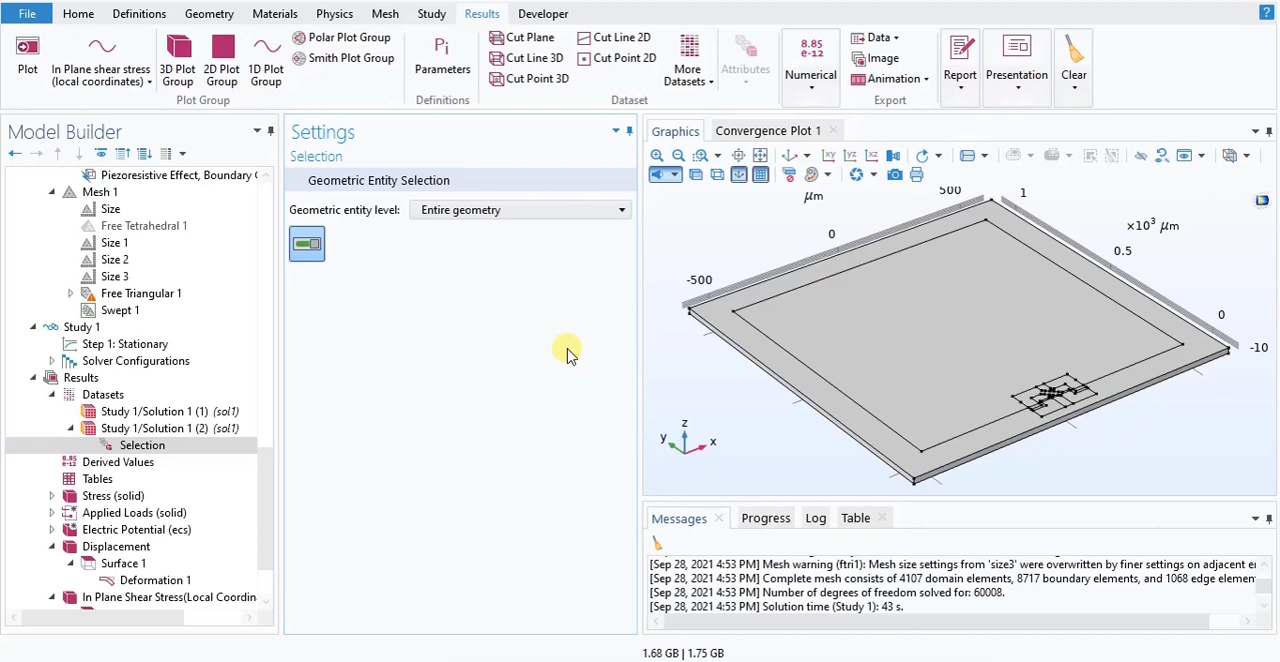 File Home Definitions Geometry Materials Physics Mesh Study Results Developer ?
Plot
In Plane shear stress
(local coordinates)
3D Plot
Group
2D Plot
Group
1D Plot
Group
Polar Plot Group
Smith Plot Group
Plot Group
Pi
Parameters
Definitions
Cut Plane
Cut Line 3D
Cut Point 3D
Cut Line 2D
Cut Point 2D
More
Datasets
Dataset
Attributes
8.85
e-12
Numerical
Data
Image
Animation
Export
Report
Presentation
Clear
Model Builder
Piezoresistive Effect, Boundary
Mesh 1
Size
Free Tetrahedral 1
Size 1
Size 2
Size 3
Free Triangular 1
Swept 1
Study 1
Step 1: Stationary
Solver Configurations
Results
Datasets
Study 1/Solution 1 (1) (sol1)
Study 1/Solution 1 (2) (sol1)
Selection
Derived Values
Tables
Stress (solid)
Applied Loads (solid)
Electric Potential (ecs)
Displacement
Surface 1
Deformation 1
In Plane Shear Stress(Local Coordin
Settings
Selection
Geometric Entity Selection
Geometric entity level: Entire geometry
Graphics Convergence Plot 1
xy yz xz
500
µm
1
×10³ µm
0
0.5
-500
0
-10
z
y
x
Messages Progress Log Table
[Sep 28, 2021 4:53 PM] Mesh warning (ftri1): Mesh size settings from 'size3' were overwritten by finer settings on adjacent er
[Sep 28, 2021 4:53 PM] Complete mesh consists of 4107 domain elements, 8717 boundary elements, and 1068 edge elemen
[Sep 28, 2021 4:53 PM] Number of degrees of freedom solved for: 60008.
[Sep 28, 2021 4:53 PM] Solution time (Study 1): 43 s.
1.68 GB | 1.75 GB